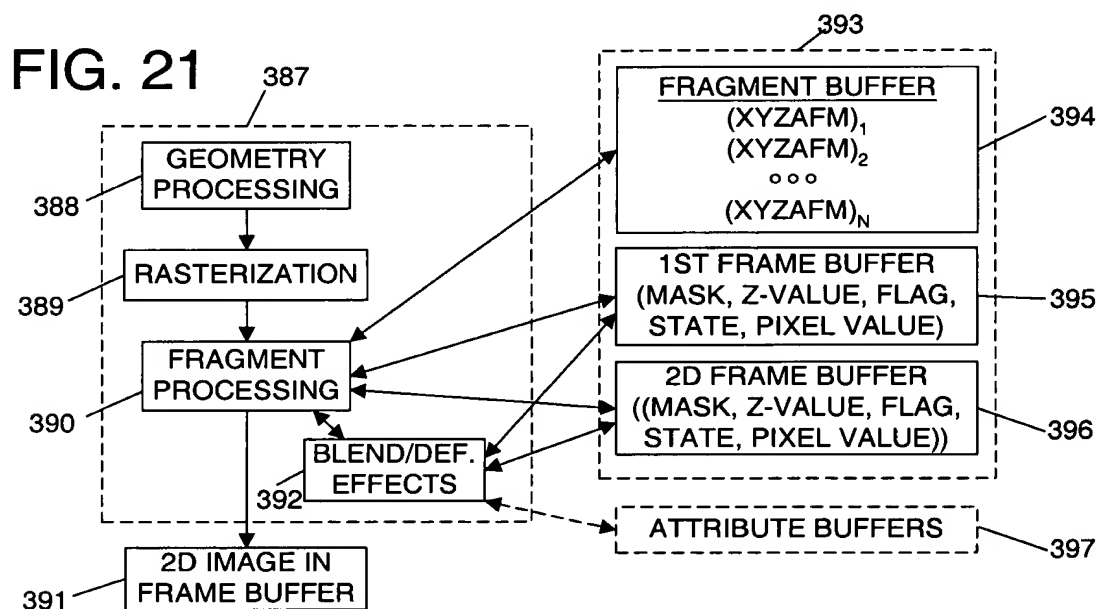 FIG. 21
387
GEOMETRY
PROCESSING
388
RASTERIZATION
389
FRAGMENT
PROCESSING
390
BLEND/DEF.
EFFECTS
392
2D IMAGE IN
FRAME BUFFER
391
393
FRAGMENT BUFFER
(XYZAFM)1
(XYZAFM)2
ooo
(XYZAFM)N
394
1ST FRAME BUFFER
(MASK, Z-VALUE, FLAG,
STATE, PIXEL VALUE)
395
2D FRAME BUFFER
((MASK, Z-VALUE, FLAG,
STATE, PIXEL VALUE))
396
ATTRIBUTE BUFFERS
397